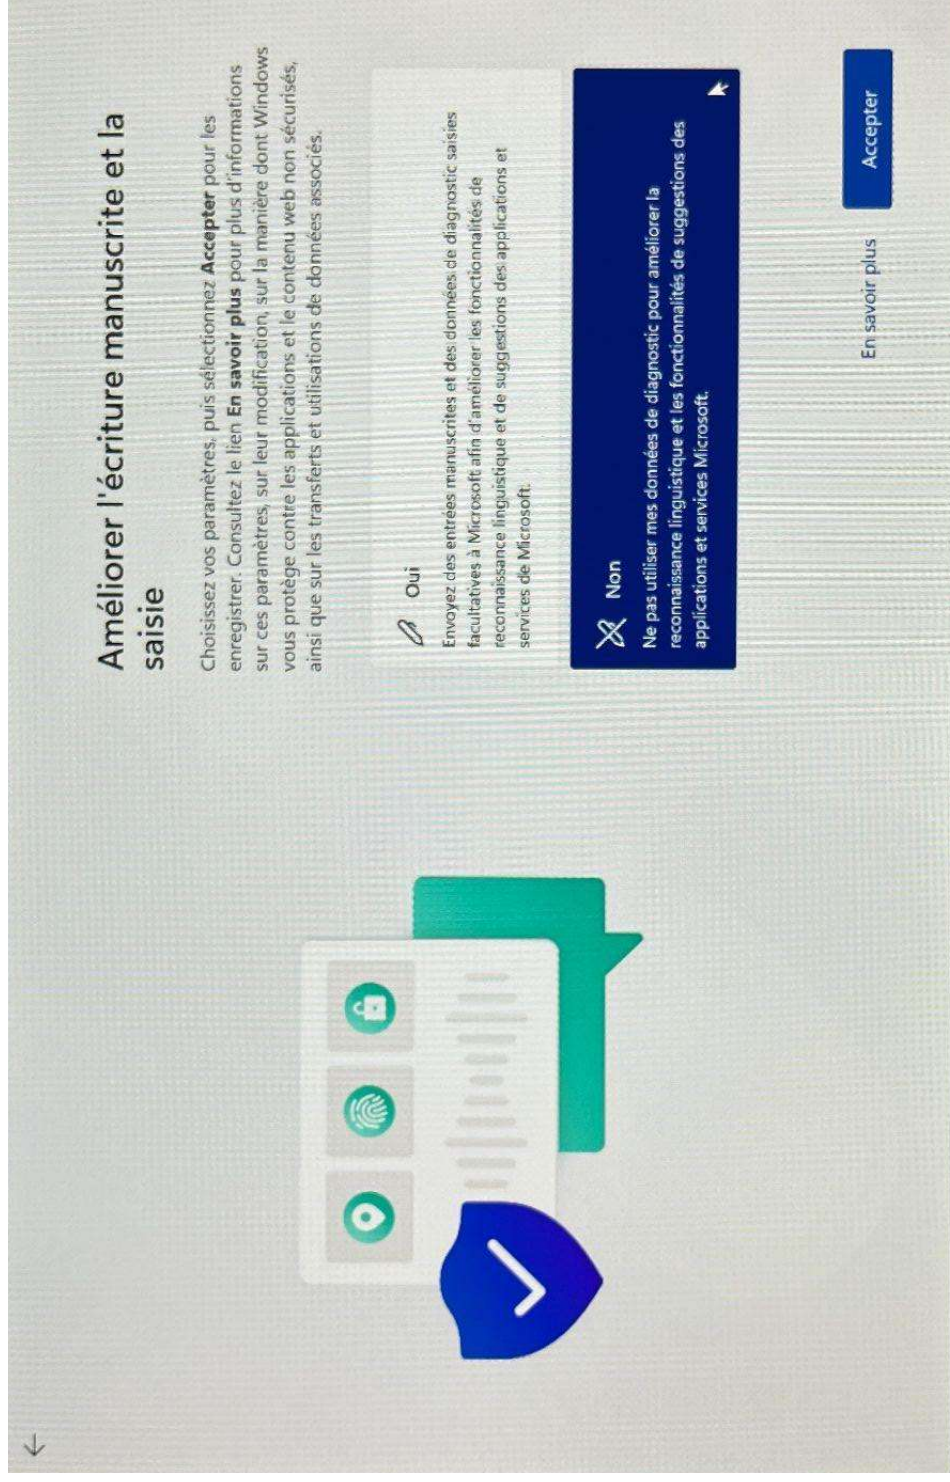 Améliorer l'écriture manuscrite et la
saisie
Choisissez vos paramètres, puis sélectionnez Accepter pour les
enregistrer. Consultez le lien En savoir plus pour plus d'informations
sur ces paramètres, sur leur modification, sur la manière dont Windows
vous protège contre les applications et le contenu web non sécurisés,
ainsi que sur les transferts et utilisations de données associés.
Oui
Envoyez des entrées manuscrites et des données de diagnostic saisies
facultatives à Microsoft afin d'améliorer les fonctionnalités de
reconnaissance linguistique et de suggestions des applications et
services de Microsoft.
Non
Ne pas utiliser mes données de diagnostic pour améliorer la
reconnaissance linguistique et les fonctionnalités de suggestions des
applications et services Microsoft.
En savoir plus
Accepter